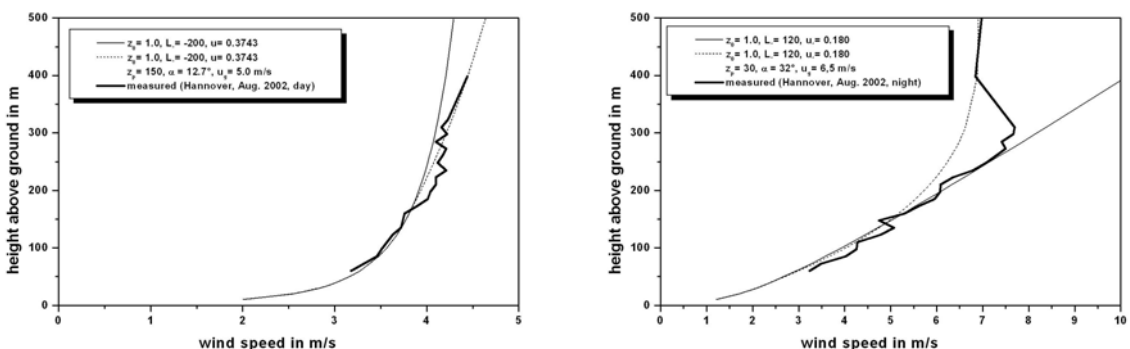 500
400
300
200
100
0
height above ground in m
z₀= 1.0, L*= -200, u= 0.3743
z₀= 1.0, L*= -200, u= 0.3743
zₚ= 150, α = 12.7°, u_g= 5.0 m/s
measured (Hannover, Aug. 2002, day)
0 1 2 3 4 5
wind speed in m/s
500
400
300
200
100
0
height above ground in m
z₀= 1.0, L*= 120, u*= 0.180
z₀= 1.0, L*= 120, u*= 0.180
zₚ= 30, α = 32°, u_g= 6,5 m/s
measured (Hannover, Aug. 2002, night)
0 1 2 3 4 5 6 7 8 9 10
wind speed in m/s